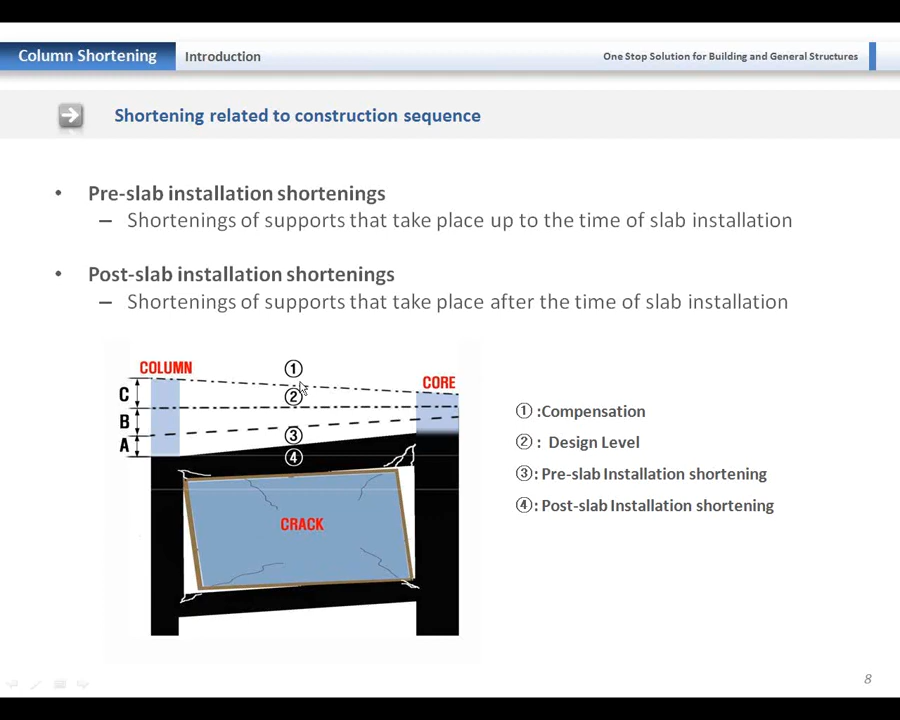 Column Shortening
Introduction
One Stop Solution for Building and General Structures
Shortening related to construction sequence
• Pre-slab installation shortenings
– Shortenings of supports that take place up to the time of slab installation
• Post-slab installation shortenings
– Shortenings of supports that take place after the time of slab installation
COLUMN
①
CORE
C
②
B
③
A
④
CRACK
① :Compensation
② : Design Level
③: Pre-slab Installation shortening
④: Post-slab Installation shortening
8